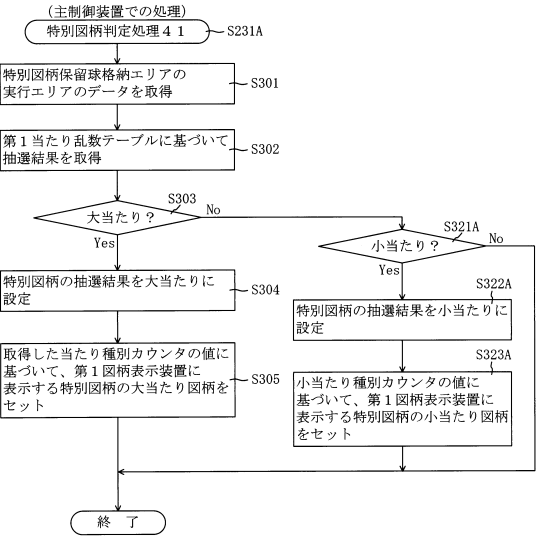 (主制御装置での処理)
特別図柄判定処理41
S231A
特別図柄保留球格納エリアの
実行エリアのデータを取得
S301
第1当たり乱数テーブルに基づいて
抽選結果を取得
S302
大当たり?
S303
No
Yes
小当たり?
S321A
No
Yes
特別図柄の抽選結果を大当たりに
設定
S304
特別図柄の抽選結果を小当たりに
設定
S322A
取得した当たり種別カウンタの値に
基づいて、第1図柄表示装置に
表示する特別図柄の大当たり図柄を
セット
S305
小当たり種別カウンタの値に
基づいて、第1図柄表示装置に
表示する特別図柄の小当たり図柄
をセット
S323A
終 了